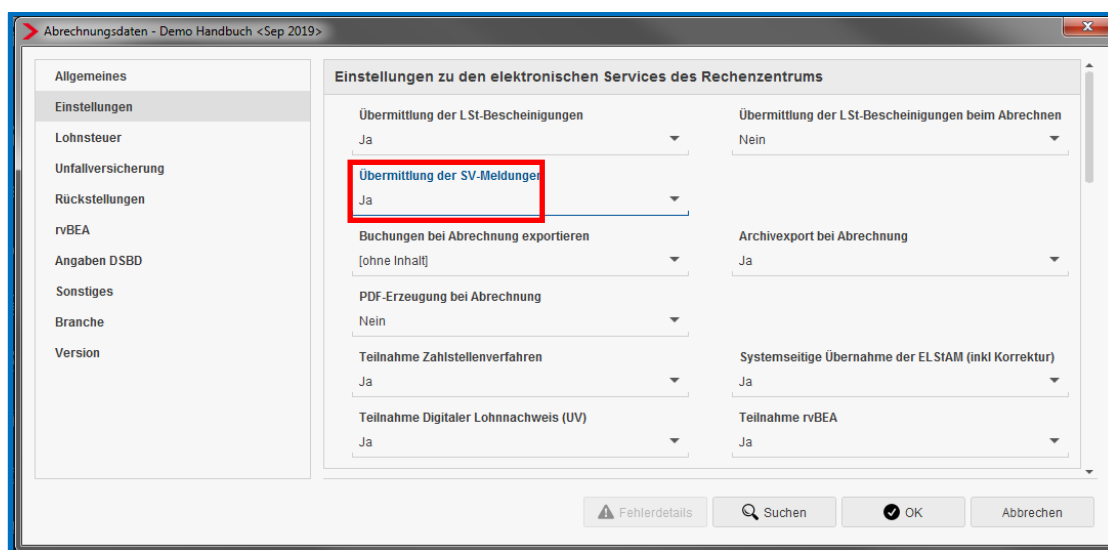 Abrechnungsdaten - Demo Handbuch <Sep 2019>
Allgemeines
Einstellungen
Lohnsteuer
Unfallversicherung
Rückstellungen
rvBEA
Angaben DSBD
Sonstiges
Branche
Version
Einstellungen zu den elektronischen Services des Rechenzentrums
Übermittlung der LSt-Bescheinigungen
Ja
Übermittlung der LSt-Bescheinigungen beim Abrechnen
Nein
Übermittlung der SV-Meldungen
Ja
Buchungen bei Abrechnung exportieren
[ohne Inhalt]
Archivexport bei Abrechnung
Ja
PDF-Erzeugung bei Abrechnung
Nein
Teilnahme Zahlstellenverfahren
Ja
Systemseitige Übernahme der ELStAM (inkl Korrektur)
Ja
Teilnahme Digitaler Lohnnachweis (UV)
Ja
Teilnahme rvBEA
Ja
Fehlerdetails
Suchen
OK
Abbrechen